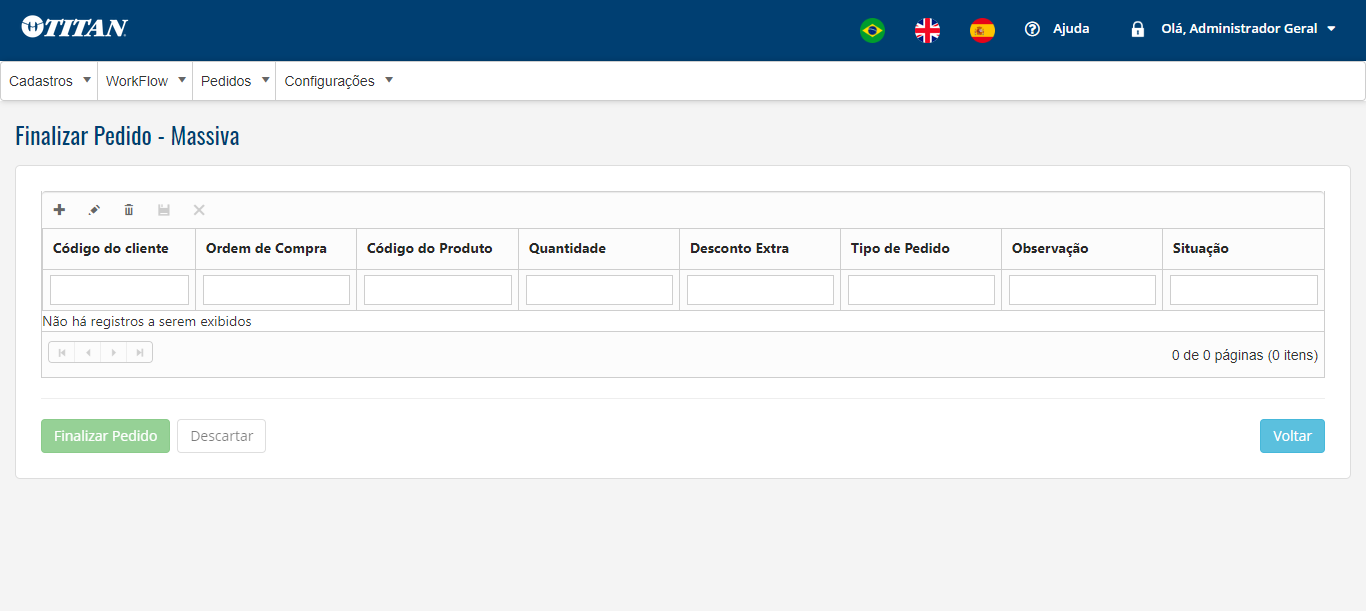 TITAN
Ajuda
Olá, Administrador Geral
Cadastros WorkFlow Pedidos Configurações
Finalizar Pedido - Massiva
Código do cliente Ordem de Compra Código do Produto Quantidade Desconto Extra Tipo de Pedido Observação Situação
Não há registros a serem exibidos
0 de 0 páginas (0 itens)
Finalizar Pedido Descartar Voltar